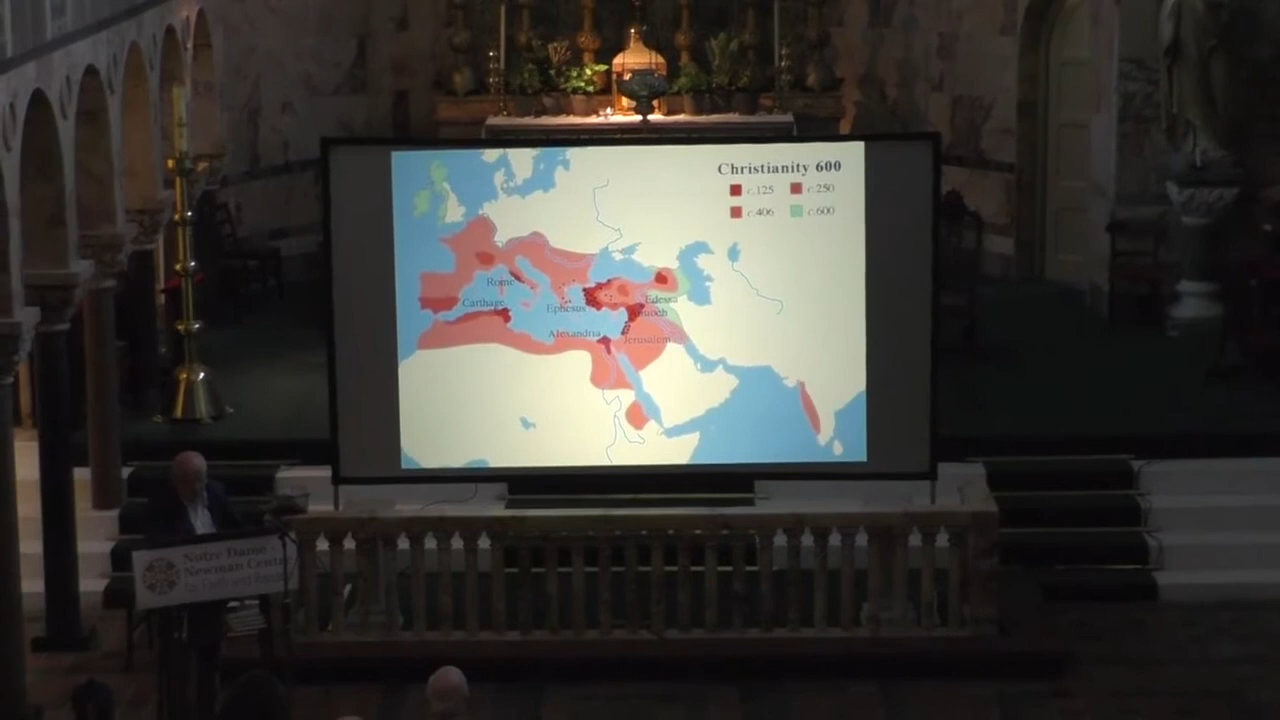 Christianity 600
c.125
c.250
c.406
c.600
Rome
Carthage
Ephesus
Edessa
Antioch
Alexandria
Jerusalem
Notre Dame -
Newman Centre
for Faith and Reason